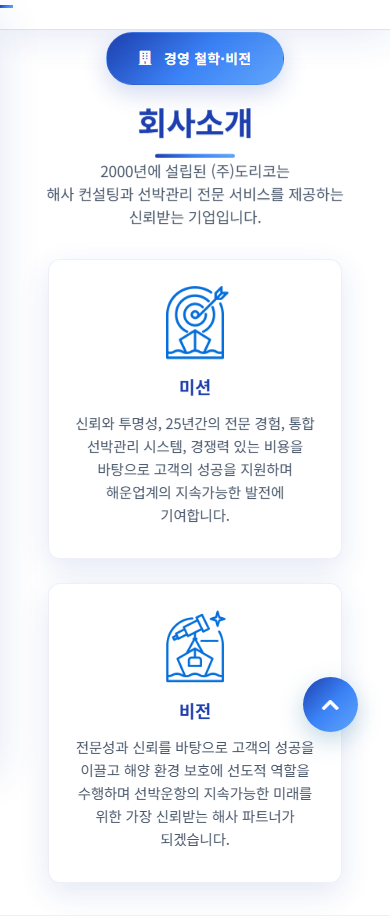 경영 철학·비전
회사소개
2000년에 설립된 (주)도리코는
해사 컨설팅과 선박관리 전문 서비스를 제공하는
신뢰받는 기업입니다.
미션
신뢰와 투명성, 25년간의 전문 경험, 통합
선박관리 시스템, 경쟁력 있는 비용을
바탕으로 고객의 성공을 지원하며
해운업계의 지속가능한 발전에
기여합니다.
비전
전문성과 신뢰를 바탕으로 고객의 성공을
이끌고 해양 환경 보호에 선도적 역할을
수행하며 선박운항의 지속가능한 미래를
위한 가장 신뢰받는 해사 파트너가
되겠습니다.